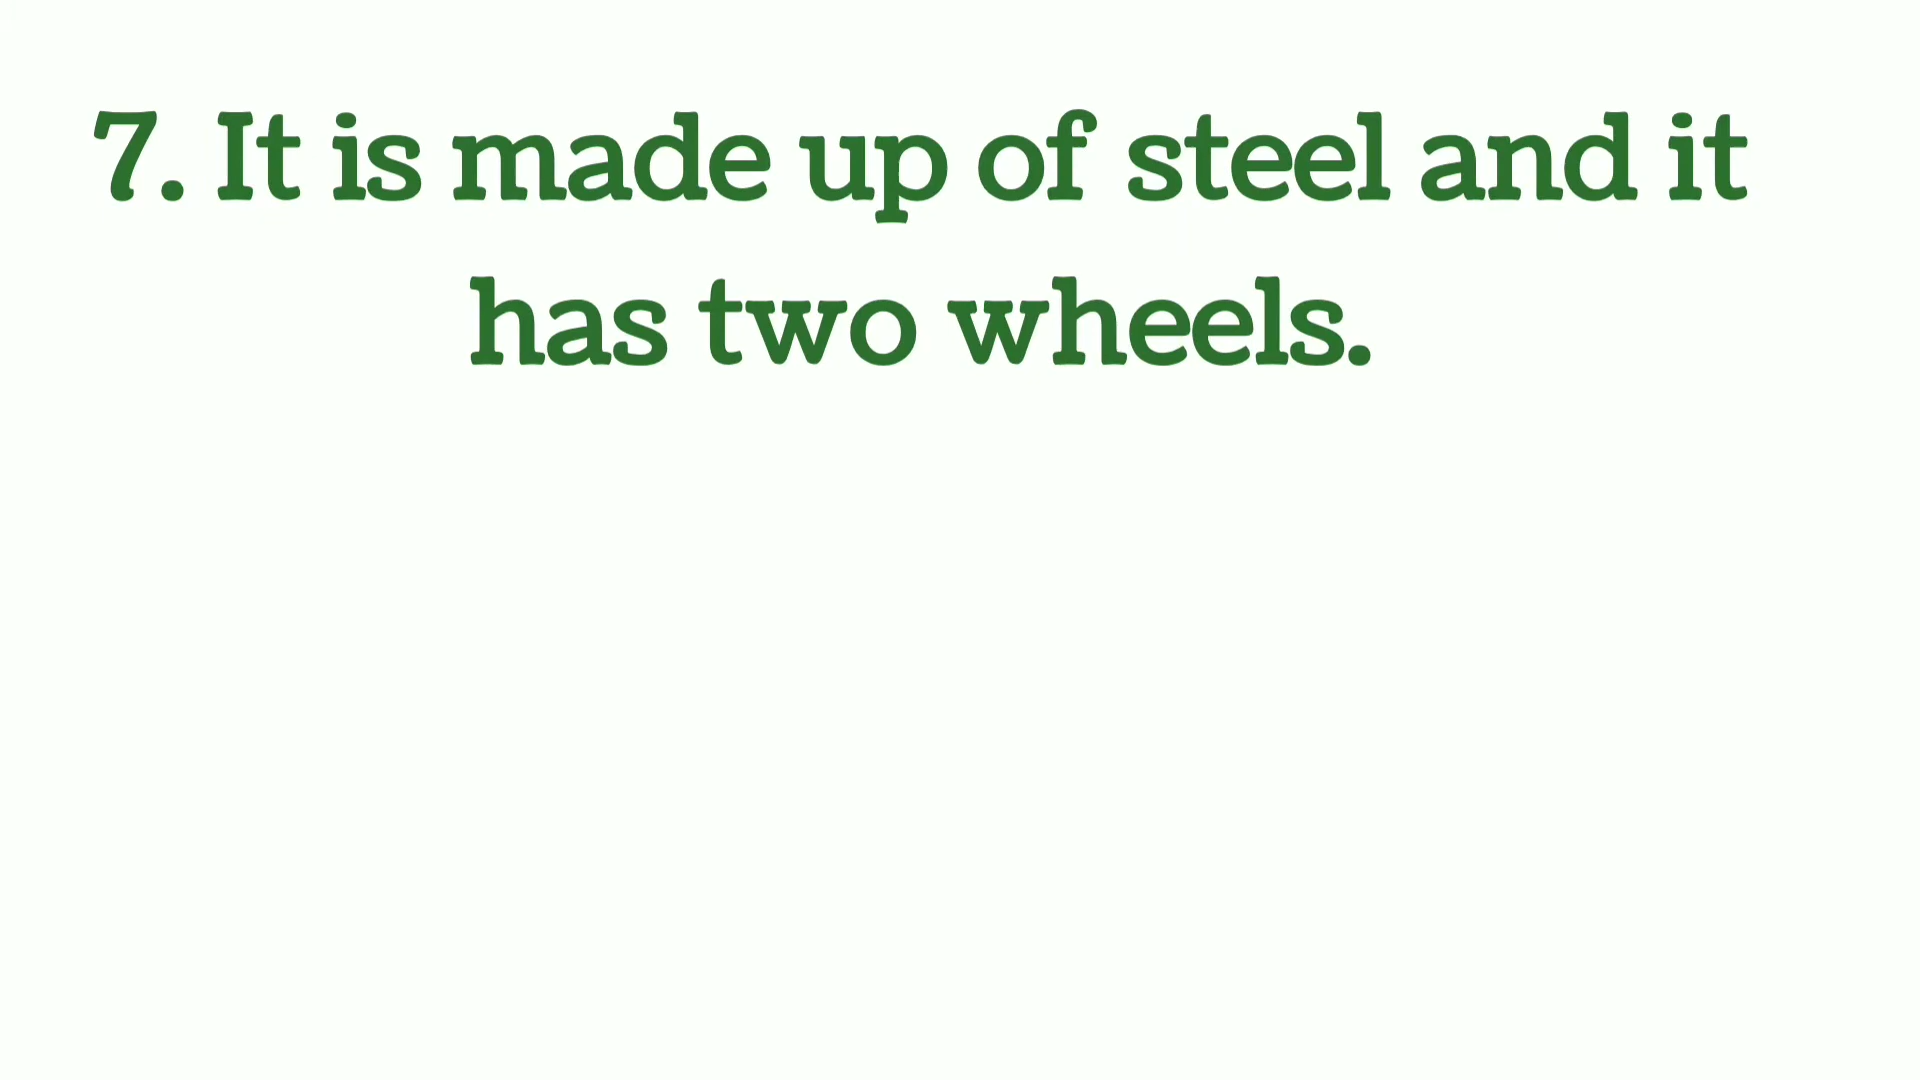 7. It is made up of steel and it
has two wheels.